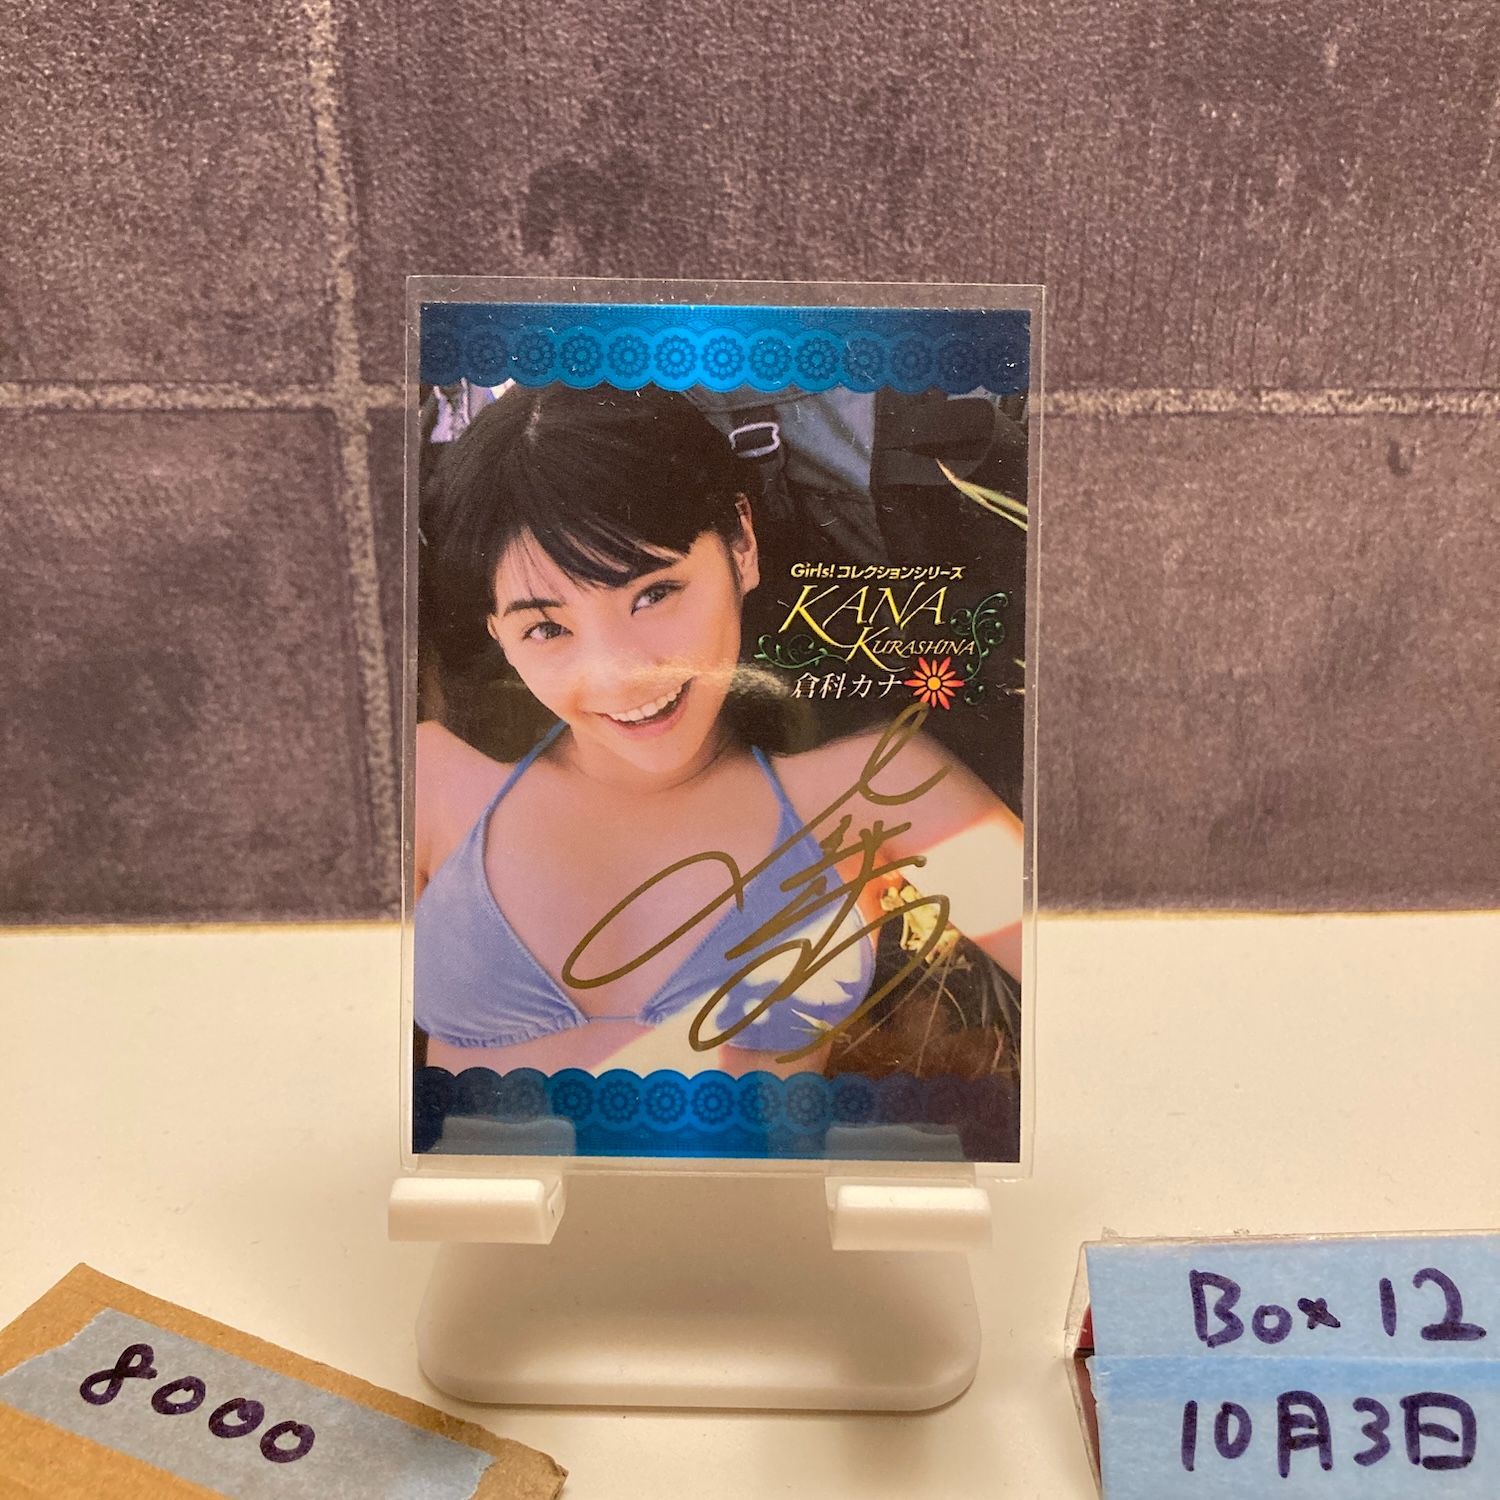 Girls!コレクションシリーズ
KANA
KURASHINA
倉科カナ
8000
Box 12
10月3日